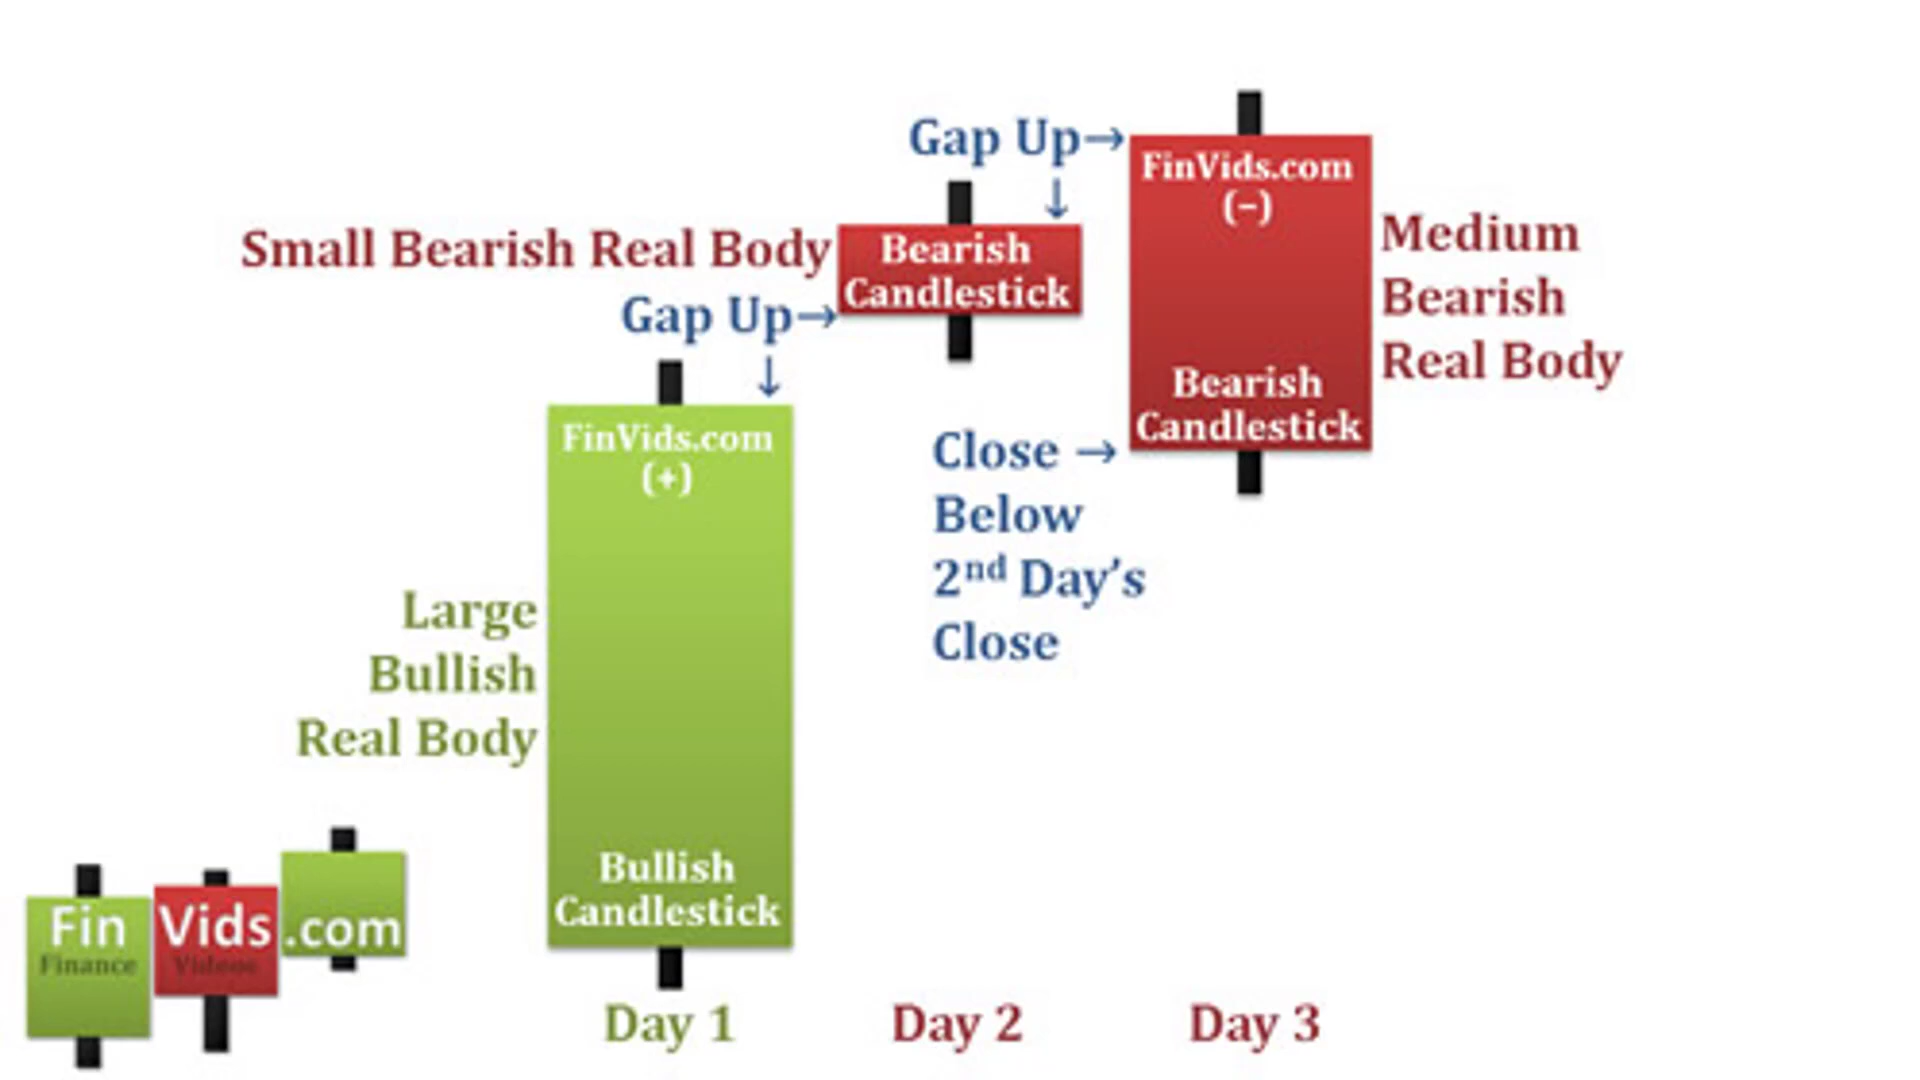 Gap Up→
↓
FinVids.com
(–)
Small Bearish Real Body
Bearish
Candlestick
Medium
Bearish
Real Body
Gap Up→
↓
Bearish
Candlestick
FinVids.com
(+)
Close →
Below
2nd Day’s
Close
Large
Bullish
Real Body
Bullish
Candlestick
Fin Vids .com
Finance Videos
Day 1 Day 2 Day 3